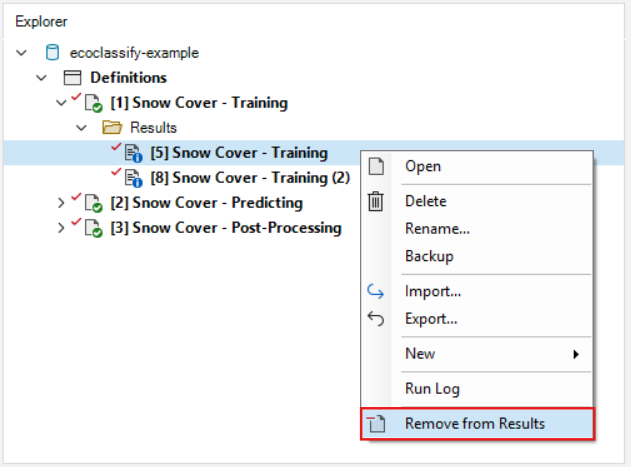 Explorer
ecoclassify-example
Definitions
[1] Snow Cover - Training
Results
[5] Snow Cover - Training
[8] Snow Cover - Training (2)
[2] Snow Cover - Predicting
[3] Snow Cover - Post-Processing
Open
Delete
Rename...
Backup
Import...
Export...
New
Run Log
Remove from Results